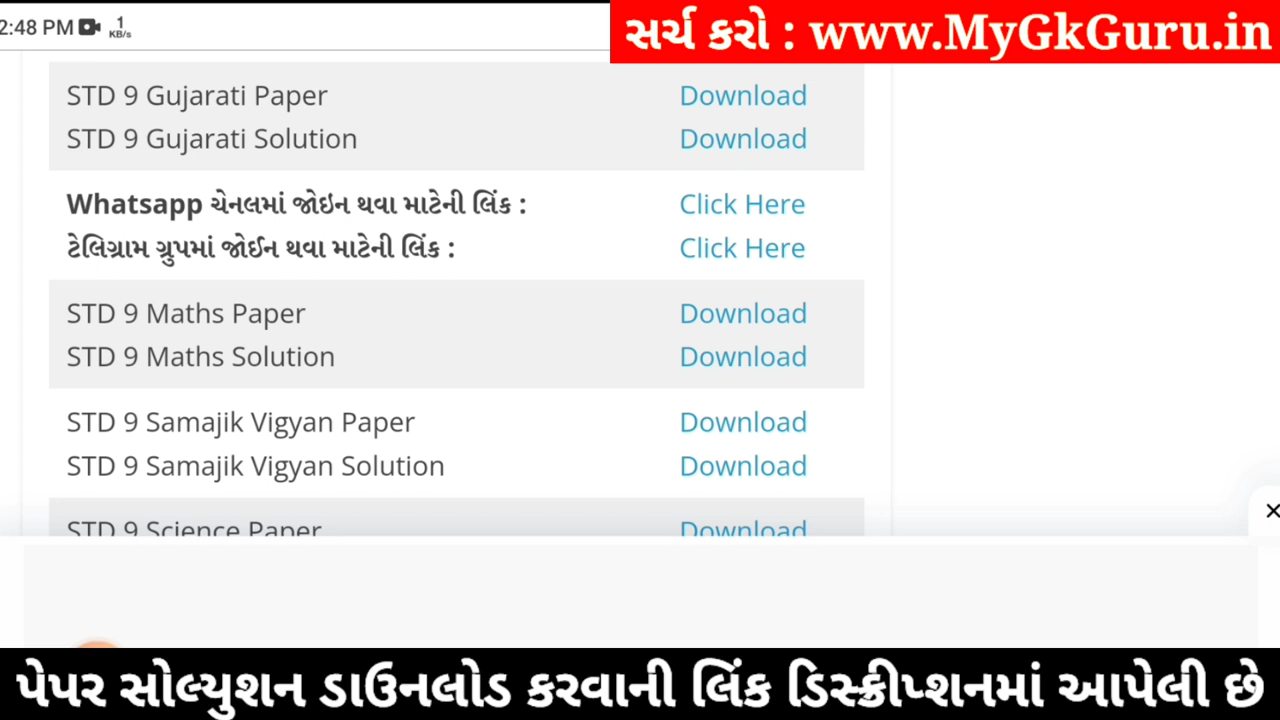 2:48 PM 1 KB/s
સર્ચ કરો : www.MyGkGuru.in
STD 9 Gujarati Paper Download
STD 9 Gujarati Solution Download
Whatsapp ચેનલમાં જોઇન થવા માટેની લિંક : Click Here
ટેલિગ્રામ ગ્રુપમાં જોઈન થવા માટેની લિંક : Click Here
STD 9 Maths Paper Download
STD 9 Maths Solution Download
STD 9 Samajik Vigyan Paper Download
STD 9 Samajik Vigyan Solution Download
STD 9 Science Paper Download
પેપર સોલ્યુશન ડાઉનલોડ કરવાની લિંક ડિસ્ક્રીપ્શનમાં આપેલી છે